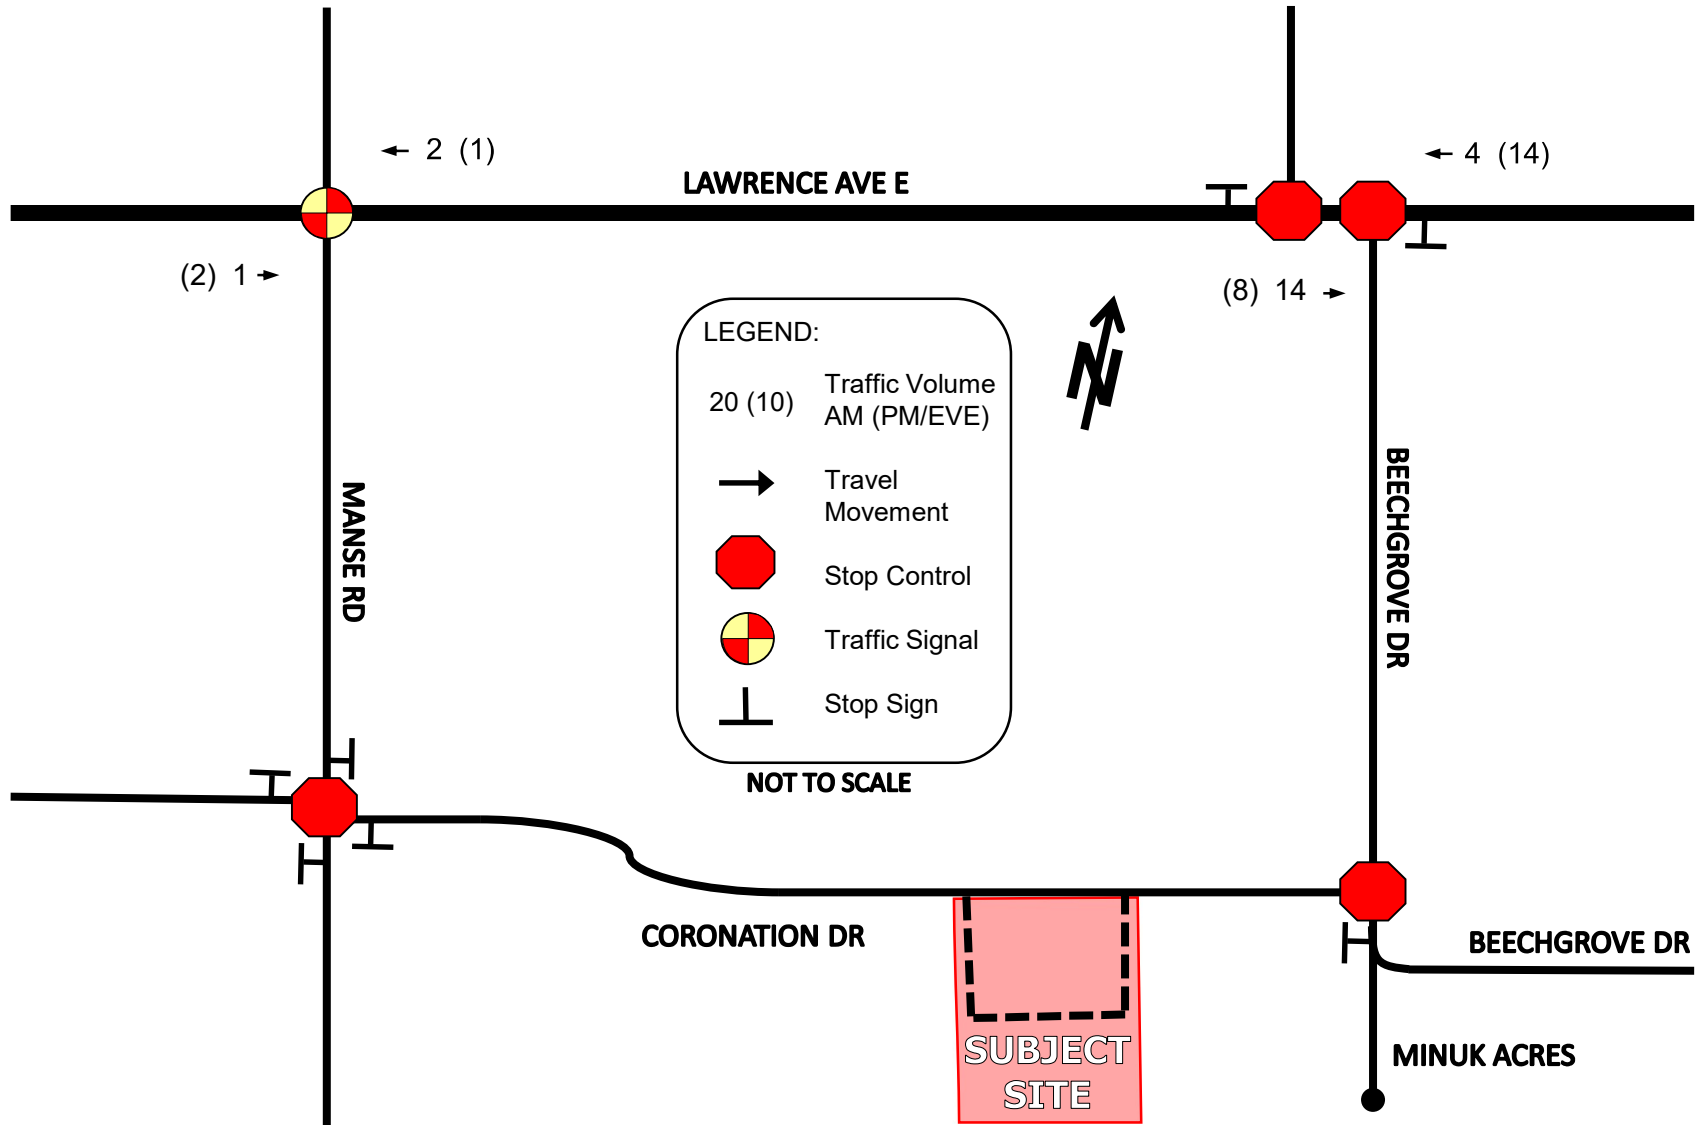 2 (1)
4 (14)
LAWRENCE AVE E
(2) 1
(8) 14
LEGEND:
20 (10)
Traffic Volume
AM (PM/EVE)
Travel
Movement
Stop Control
Traffic Signal
Stop Sign
NOT TO SCALE
N
MANSE RD
BEECHGROVE DR
CORONATION DR
BEECHGROVE DR
SUBJECT
SITE
MINUK ACRES